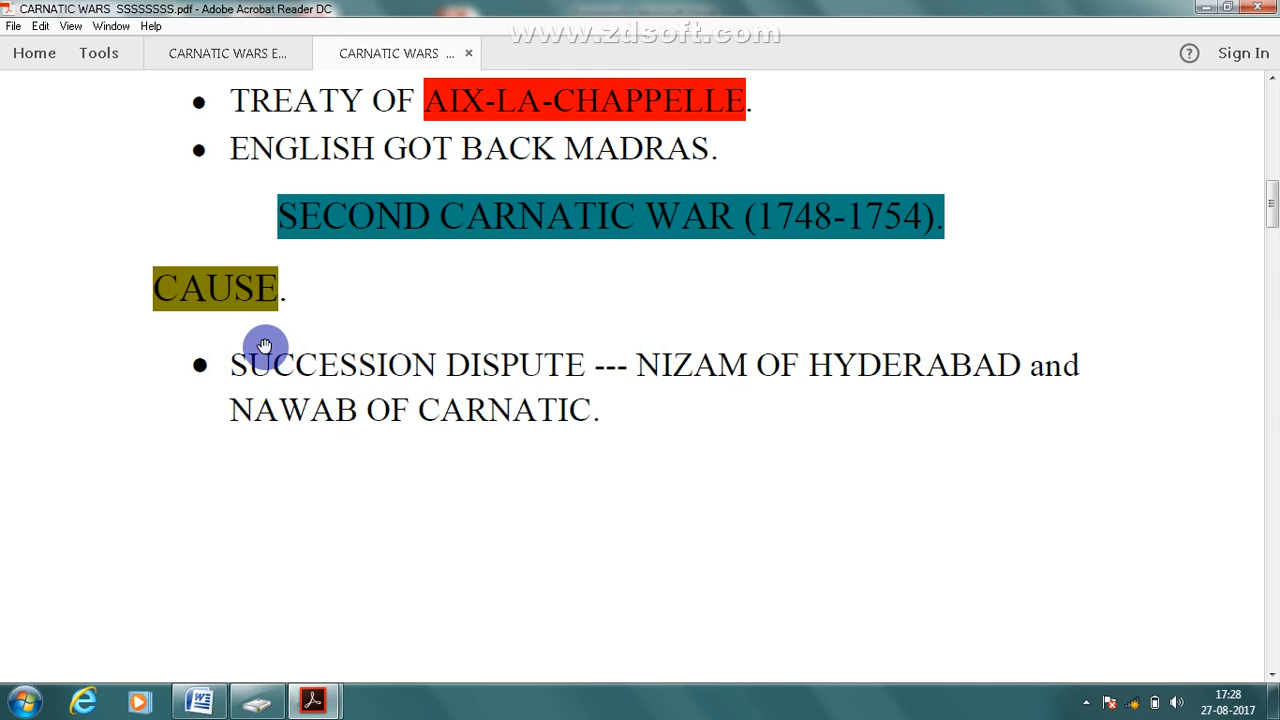 CARNATIC WARS SSSSSSSS.pdf - Adobe Acrobat Reader DC
File Edit View Window Help
www.zdsoft.com
Home Tools CARNATIC WARS E... CARNATIC WARS ... × ? Sign In
• TREATY OF AIX-LA-CHAPPELLE.
• ENGLISH GOT BACK MADRAS.
SECOND CARNATIC WAR (1748-1754).
CAUSE.
• SUCCESSION DISPUTE --- NIZAM OF HYDERABAD and
NAWAB OF CARNATIC.
17:28
27-08-2017